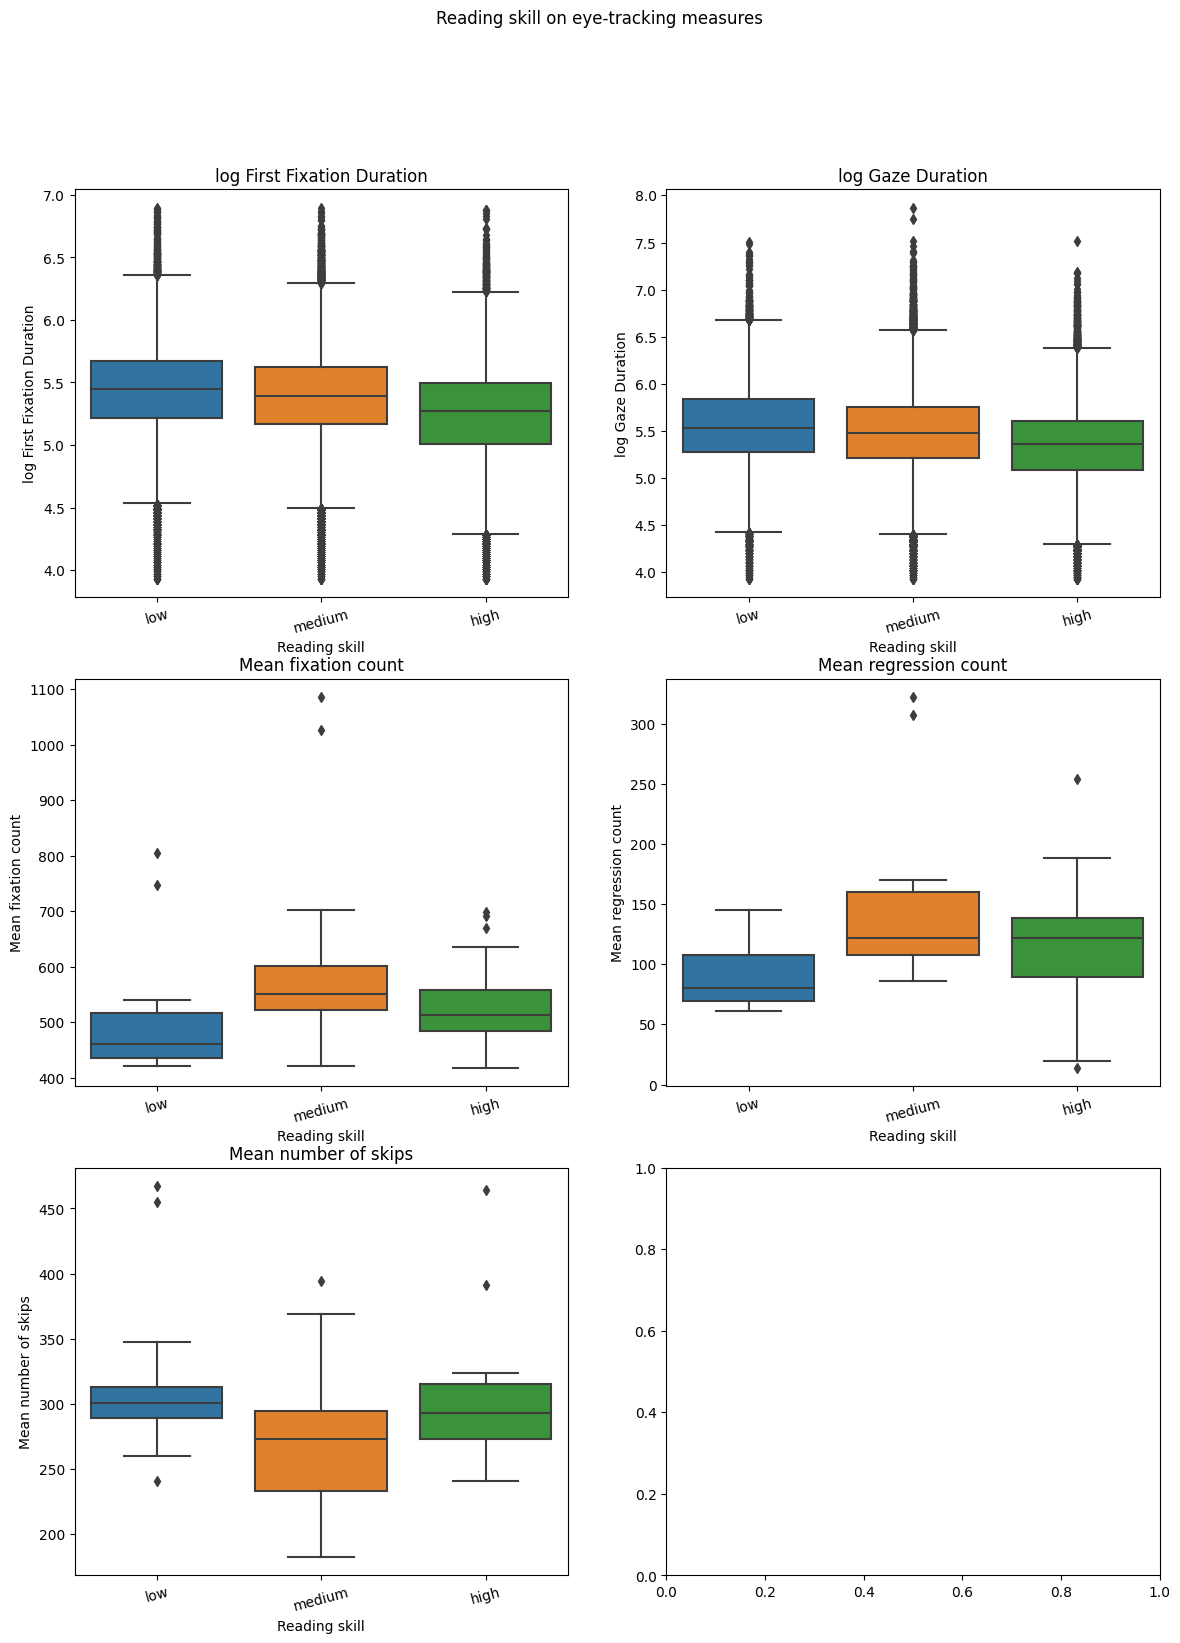 Reading skill on eye-tracking measures
log First Fixation Duration
log First Fixation Duration
7.0
6.5
6.0
5.5
5.0
4.5
4.0
low
medium
high
Reading skill
log Gaze Duration
log Gaze Duration
8.0
7.5
7.0
6.5
6.0
5.5
5.0
4.5
4.0
low
medium
high
Reading skill
Mean fixation count
Mean fixation count
1100
1000
900
800
700
600
500
400
low
medium
high
Reading skill
Mean regression count
Mean regression count
300
250
200
150
100
50
0
low
medium
high
Reading skill
Mean number of skips
Mean number of skips
450
400
350
300
250
200
low
medium
high
Reading skill
1.0
0.8
0.6
0.4
0.2
0.0
0.0
0.2
0.4
0.6
0.8
1.0